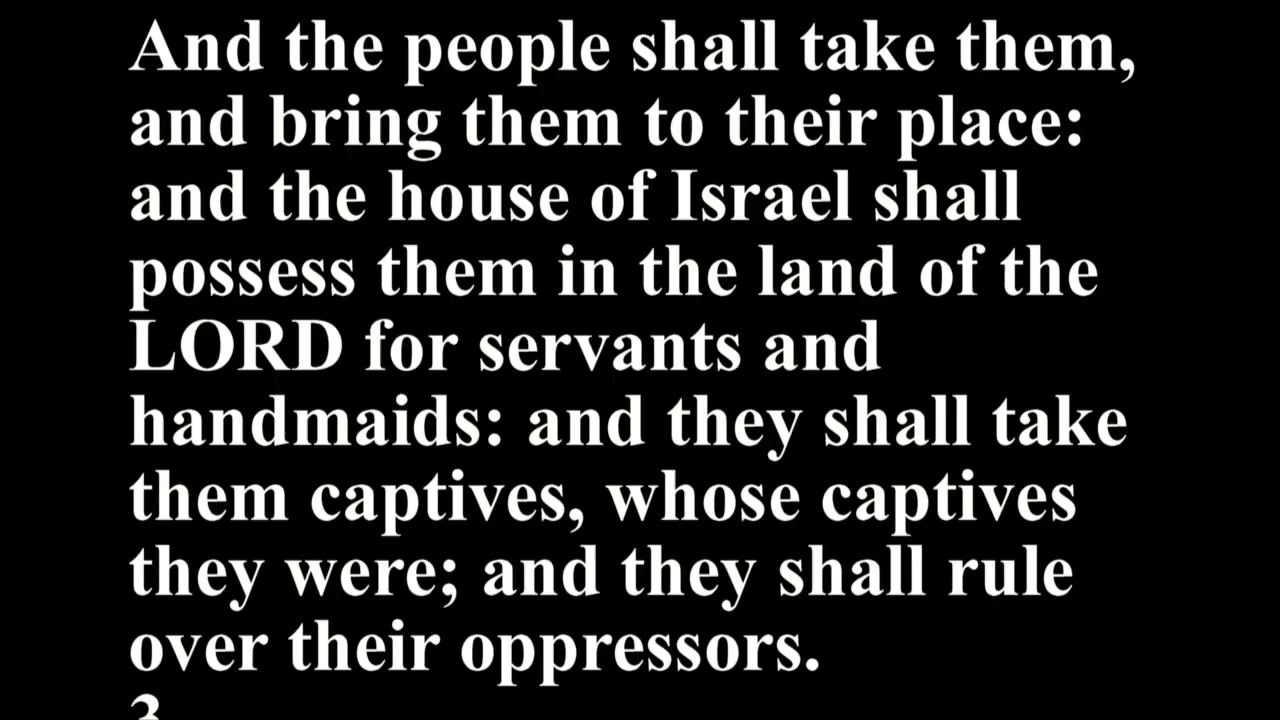 And the people shall take them,
and bring them to their place:
and the house of Israel shall
possess them in the land of the
LORD for servants and
handmaids: and they shall take
them captives, whose captives
they were; and they shall rule
over their oppressors.
3